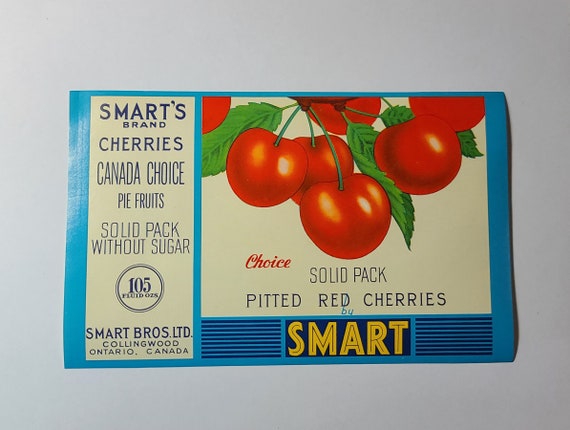 SMART'S
BRAND
CHERRIES
CANADA CHOICE
PIE FRUITS
SOLID PACK
WITHOUT SUGAR
105
FLUID OZS
SMART BROS. LTD.
COLLINGWOOD
ONTARIO, CANADA
Choice
SOLID PACK
PITTED RED CHERRIES
by
SMART